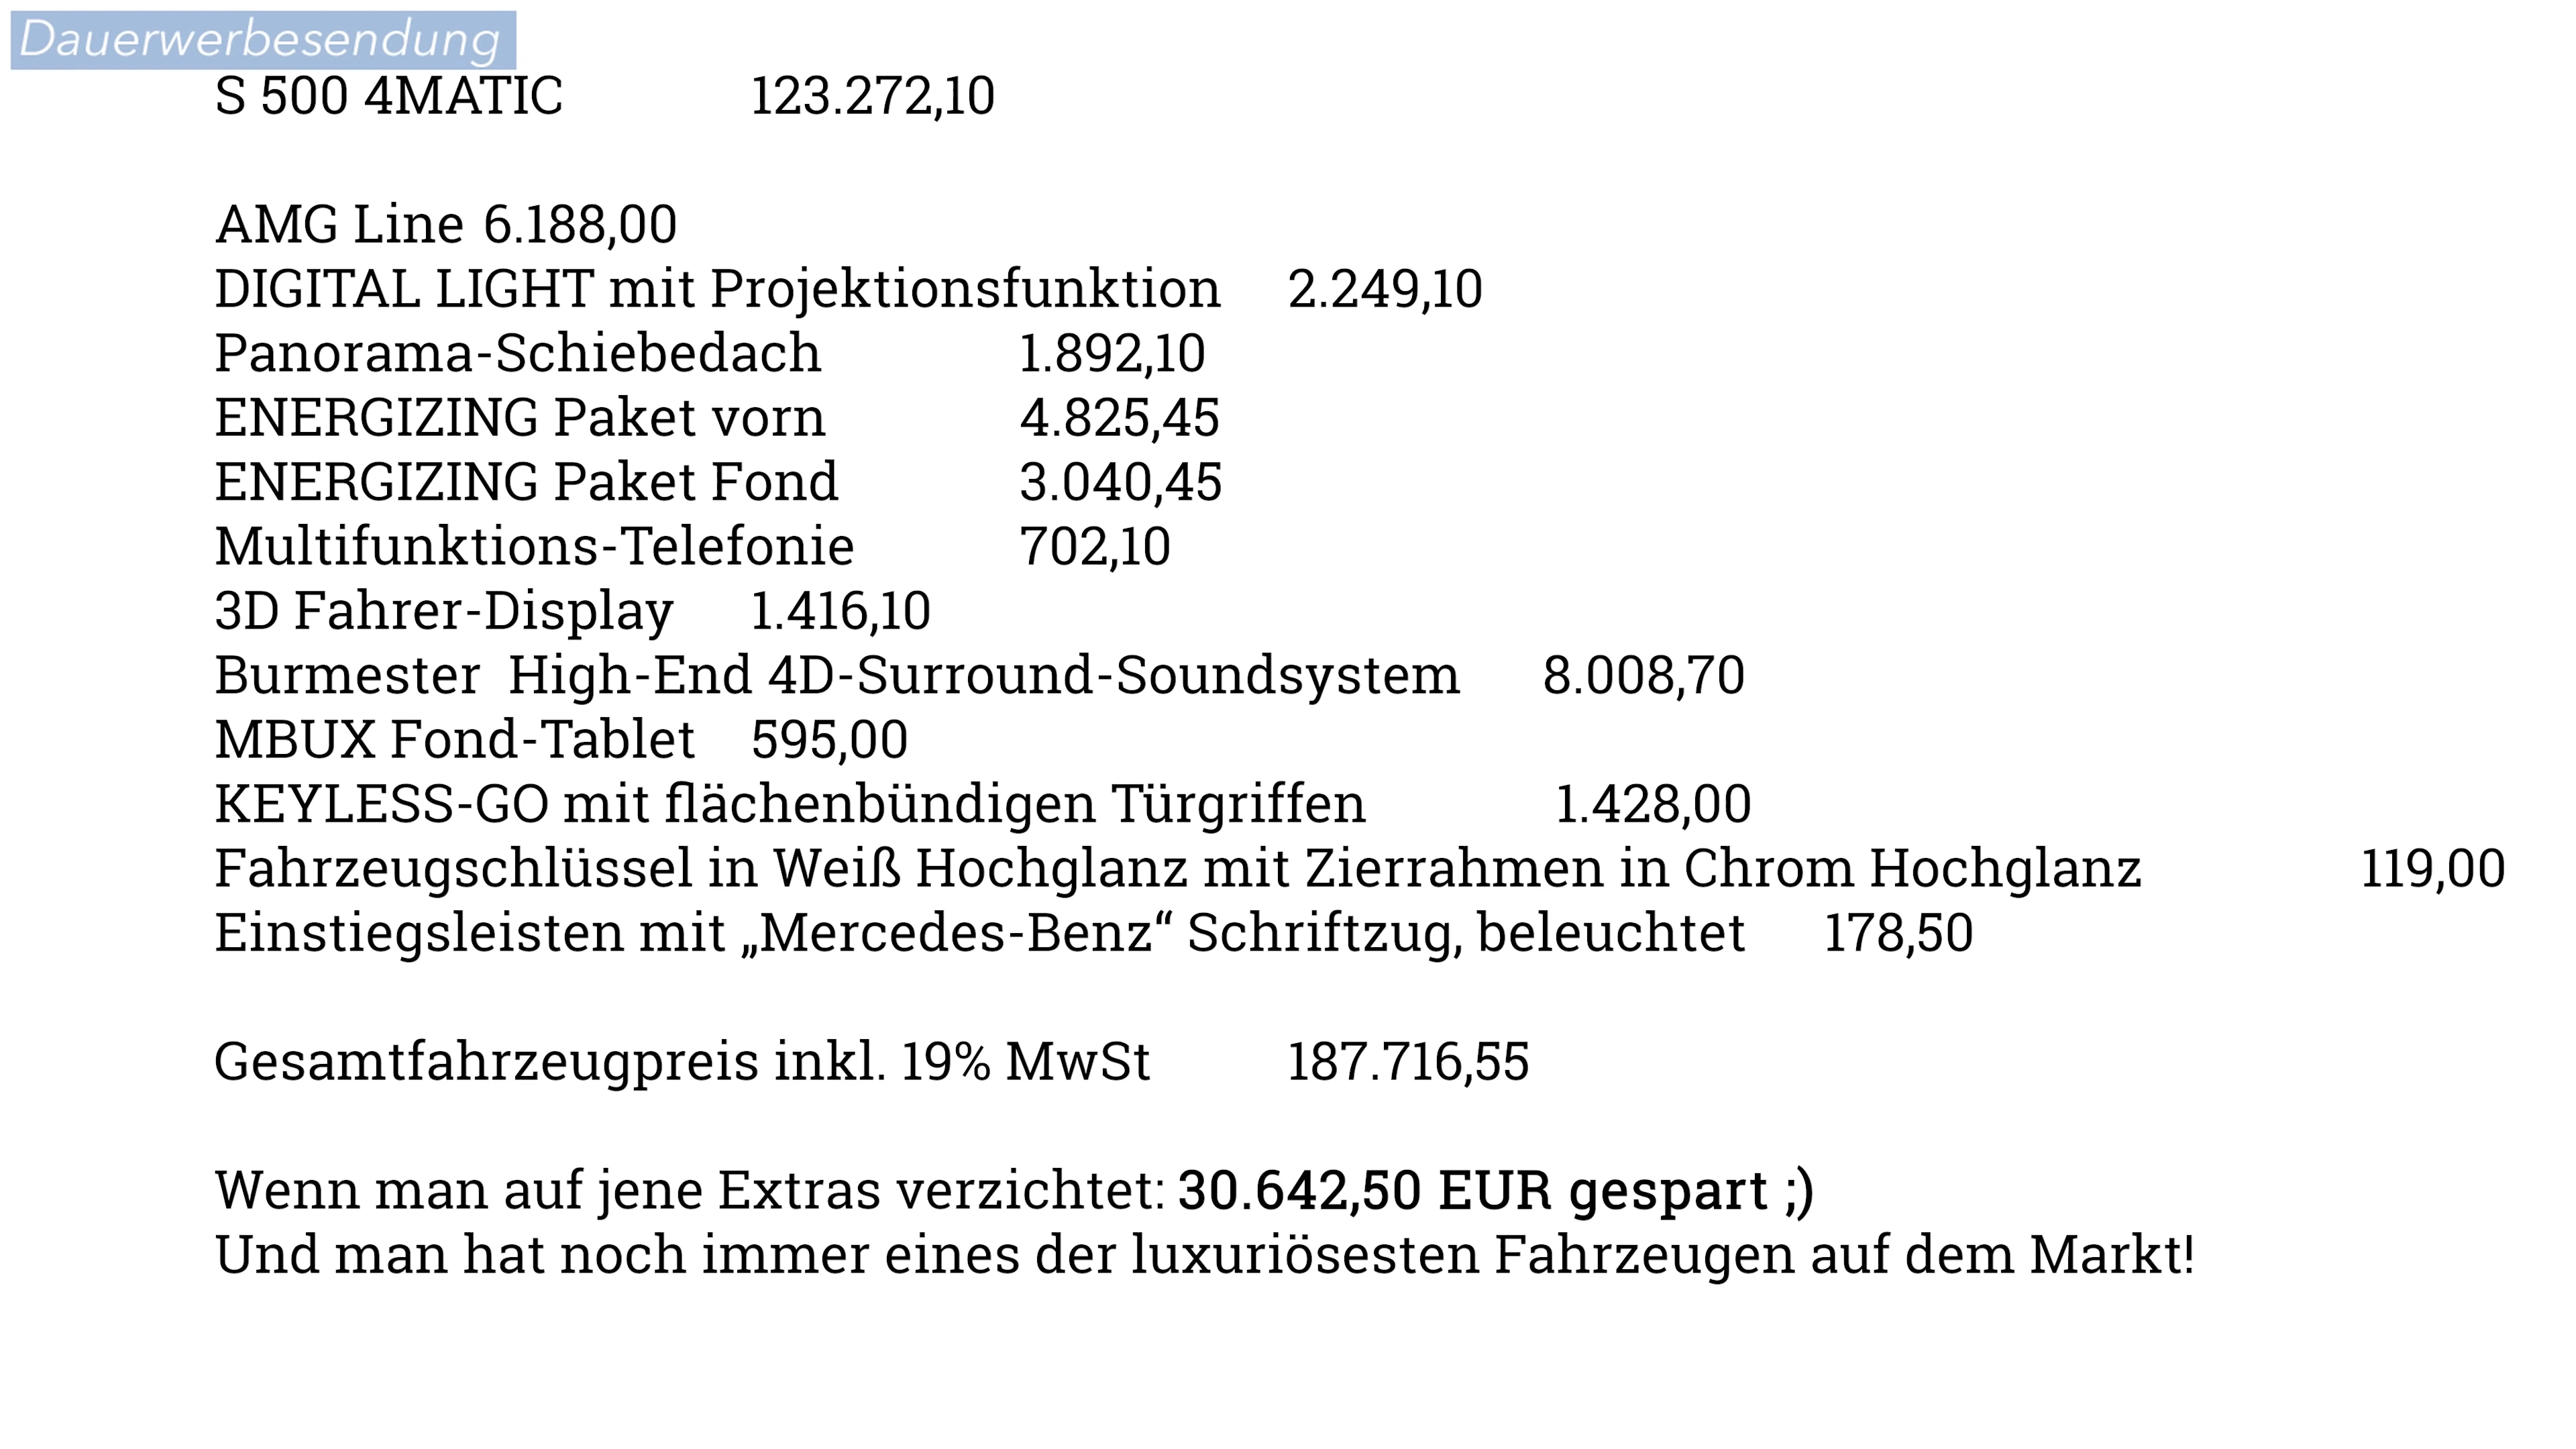 Dauerwerbesendung
S 500 4MATIC 123.272,10
AMG Line 6.188,00
DIGITAL LIGHT mit Projektionsfunktion 2.249,10
Panorama-Schiebedach 1.892,10
ENERGIZING Paket vorn 4.825,45
ENERGIZING Paket Fond 3.040,45
Multifunktions-Telefonie 702,10
3D Fahrer-Display 1.416,10
Burmester High-End 4D-Surround-Soundsystem 8.008,70
MBUX Fond-Tablet 595,00
KEYLESS-GO mit flächenbündigen Türgriffen 1.428,00
Fahrzeugschlüssel in Weiß Hochglanz mit Zierrahmen in Chrom Hochglanz 119,00
Einstiegsleisten mit „Mercedes-Benz“ Schriftzug, beleuchtet 178,50
Gesamtfahrzeugpreis inkl. 19% MwSt 187.716,55
Wenn man auf jene Extras verzichtet: 30.642,50 EUR gespart ;)
Und man hat noch immer eines der luxuriösesten Fahrzeugen auf dem Markt!